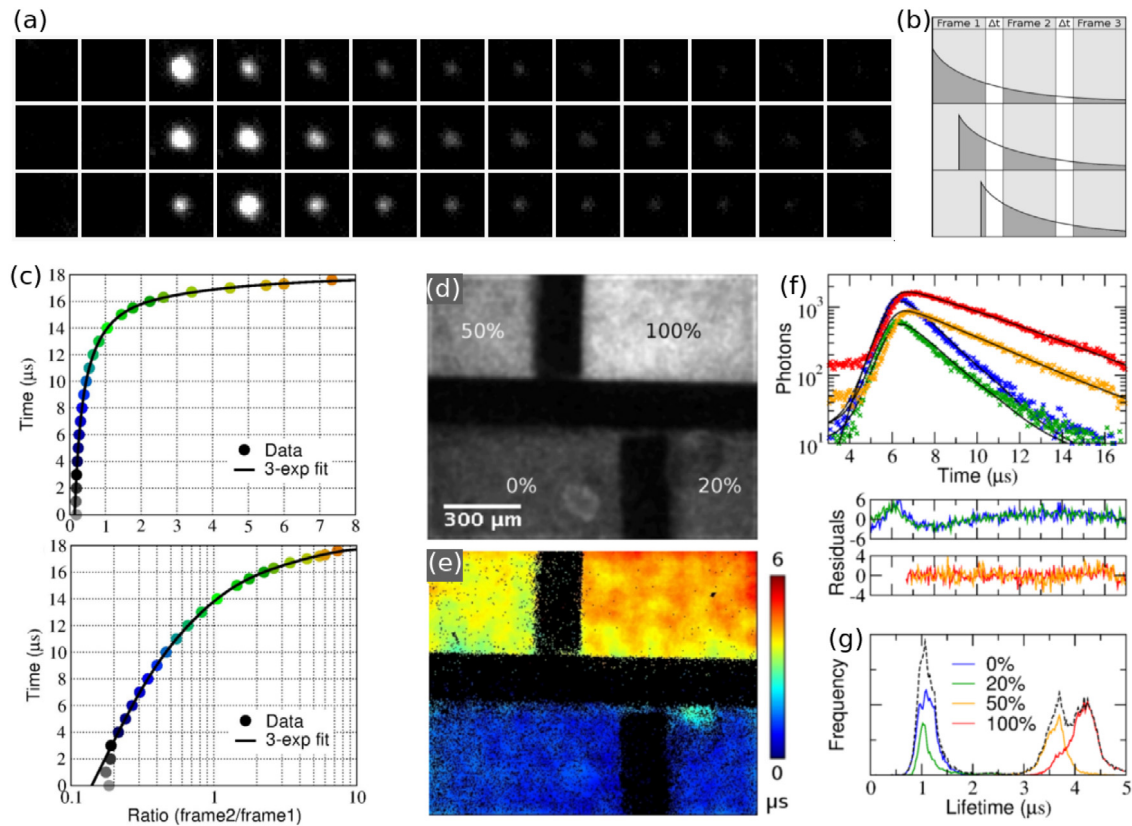 (a)
(b)
Frame 1 Δt Frame 2 Δt Frame 3
(c)
18
16
14
12
10
8
6
4
2
0
Time (μs)
Data
3-exp fit
0 1 2 3 4 5 6 7 8
18
16
14
12
10
8
6
4
2
0
Time (μs)
Data
3-exp fit
0.1 1 10
Ratio (frame2/frame1)
(d)
50% 100%
0% 20%
300 μm
(e)
6
0
μs
(f)
10³
10²
10
Photons
4 6 8 10 12 14 16
Time (μs)
6
0
-6
4
0
-4
Residuals
(g)
Frequency
0%
20%
50%
100%
0 1 2 3 4 5
Lifetime (μs)